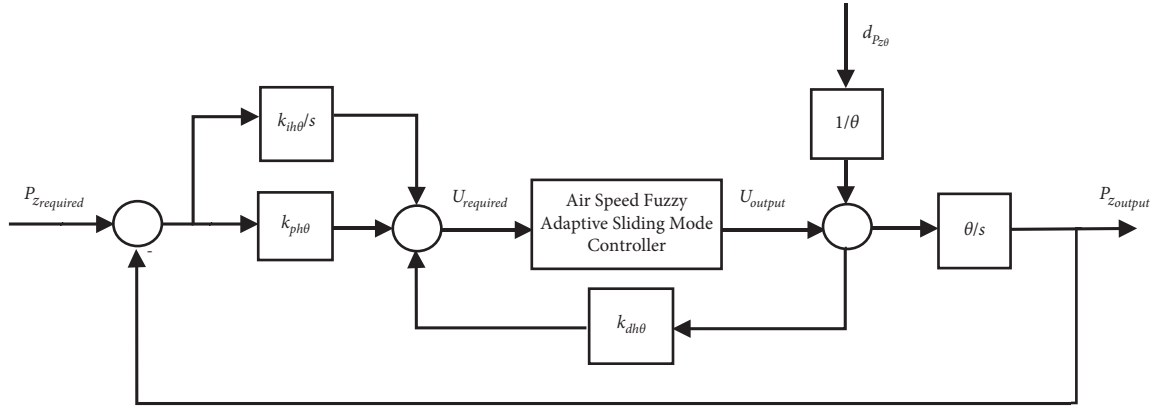 d_{P_{zθ}}
k_{ihθ}/s
1/θ
P_{z_{required}}
U_{required}
Air Speed Fuzzy
Adaptive Sliding Mode
Controller
U_{output}
P_{z_{output}}
k_{phθ}
θ/s
-
k_{dhθ}